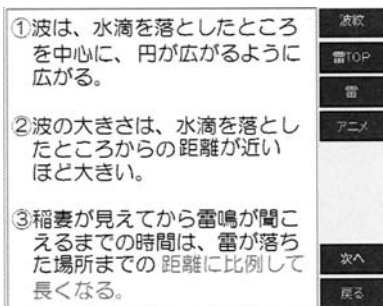 ①波は、水滴を落としたところ
を中心に、円が広がるように
広がる。
②波の大きさは、水滴を落とし
たところからの距離が近い
ほど大きい。
③稲妻が見えてから雷鳴が聞こ
えるまでの時間は、雷が落ち
た場所までの距離に比例して
長くなる。
波紋
雷TOP
雷
アニメ
次へ
戻る